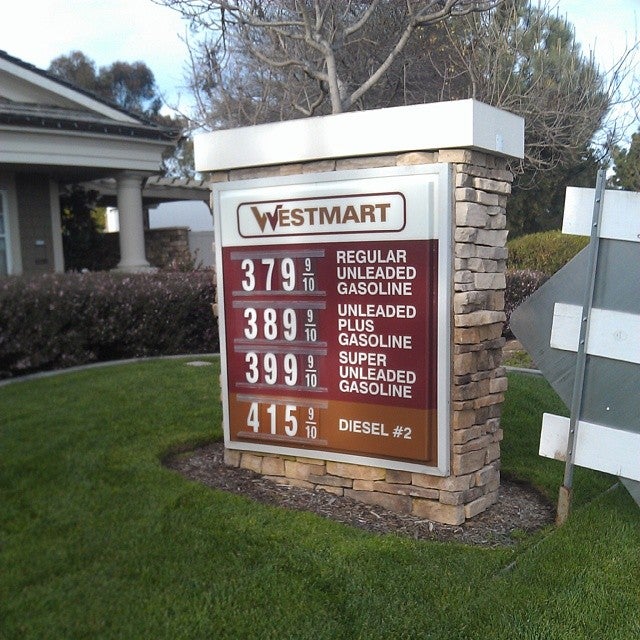 WESTMART
379 9/10 REGULAR
UNLEADED
GASOLINE
389 9/10 UNLEADED
PLUS
GASOLINE
399 9/10 SUPER
UNLEADED
GASOLINE
415 9/10 DIESEL #2